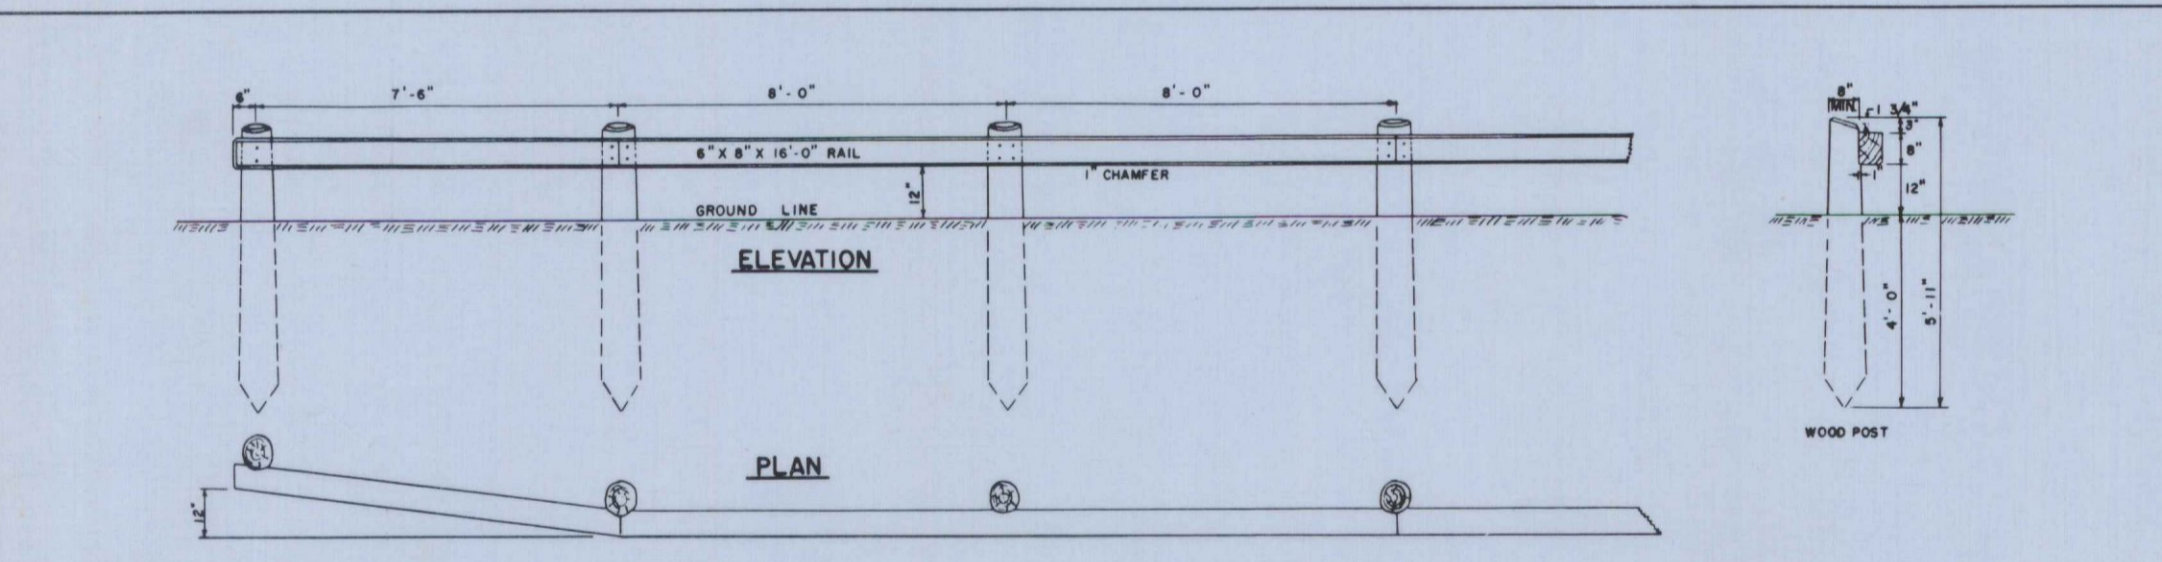 6" 7'-6" 8'-0" 8'-0"
6" X 8" X 16'-0" RAIL
1" CHAMFER
12"
GROUND LINE
ELEVATION
8"
MIN.
1 3/4"
3"
8"
1"
12"
4'-0"
5'-11"
WOOD POST
PLAN
12"